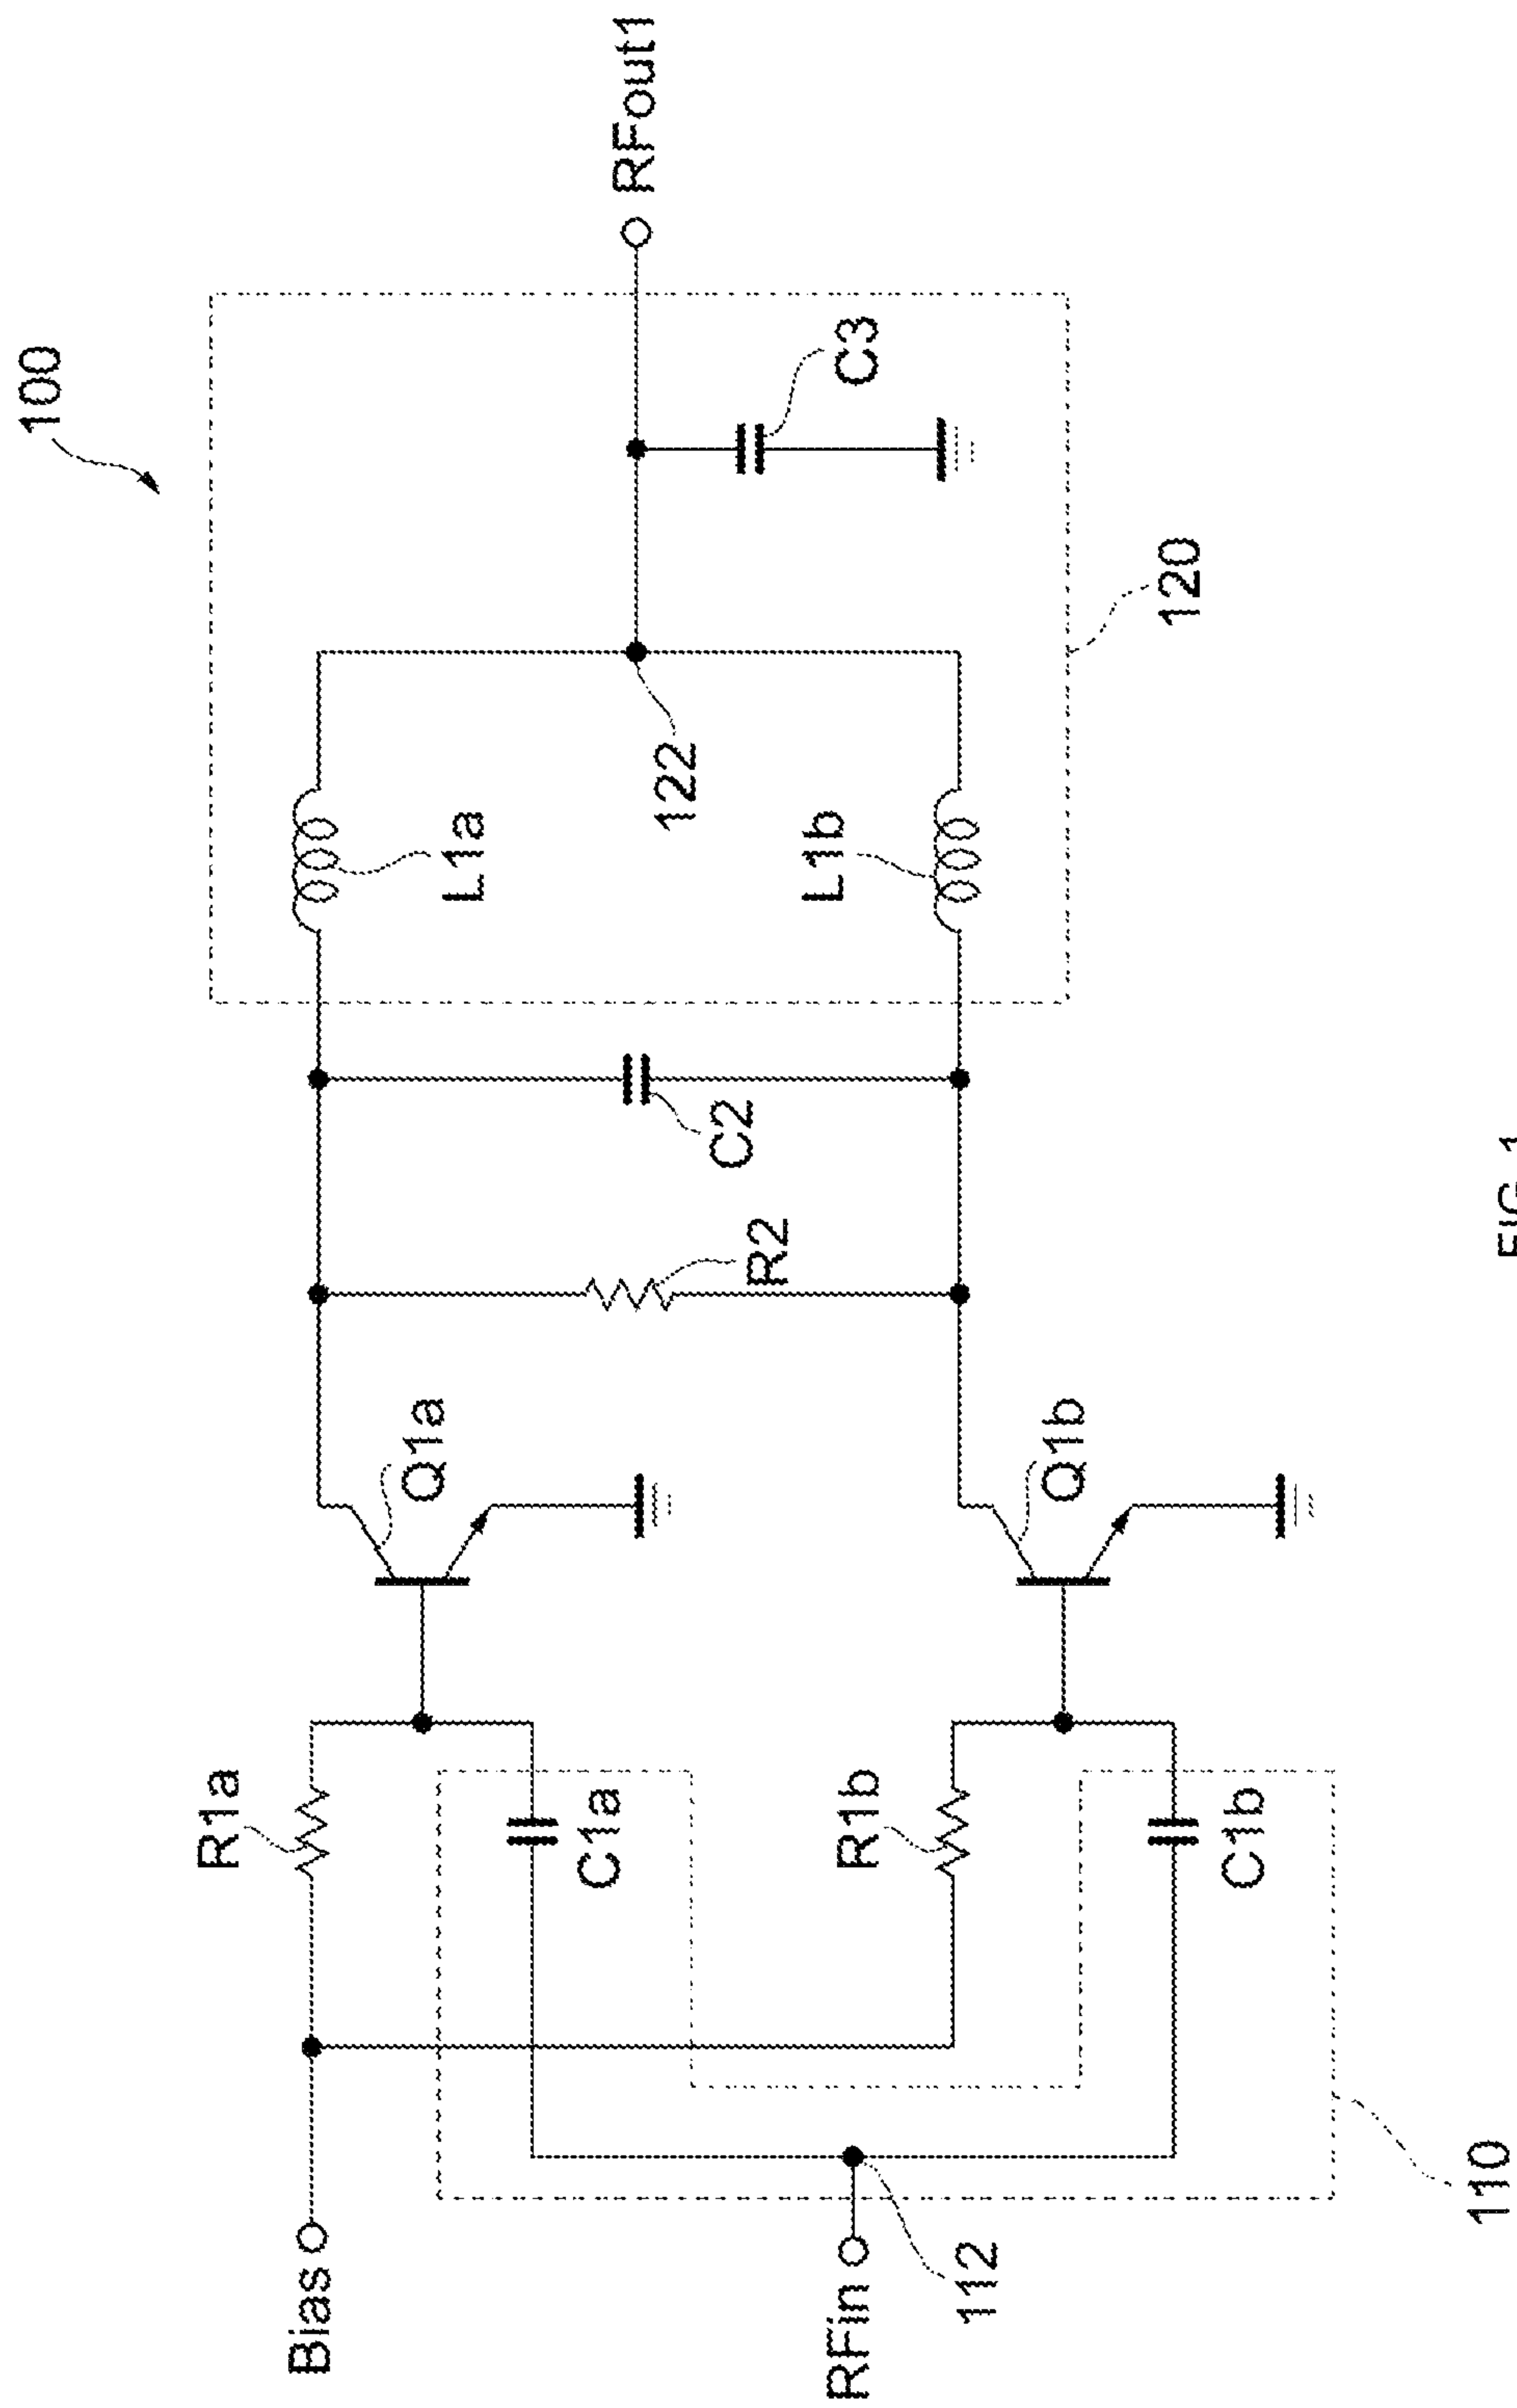 100
Bias
R1a
Q1a
L1a
RFout1
C1a
R2
C2
122
C3
RFin
112
R1b
Q1b
L1b
C1b
120
110
FIG. 1